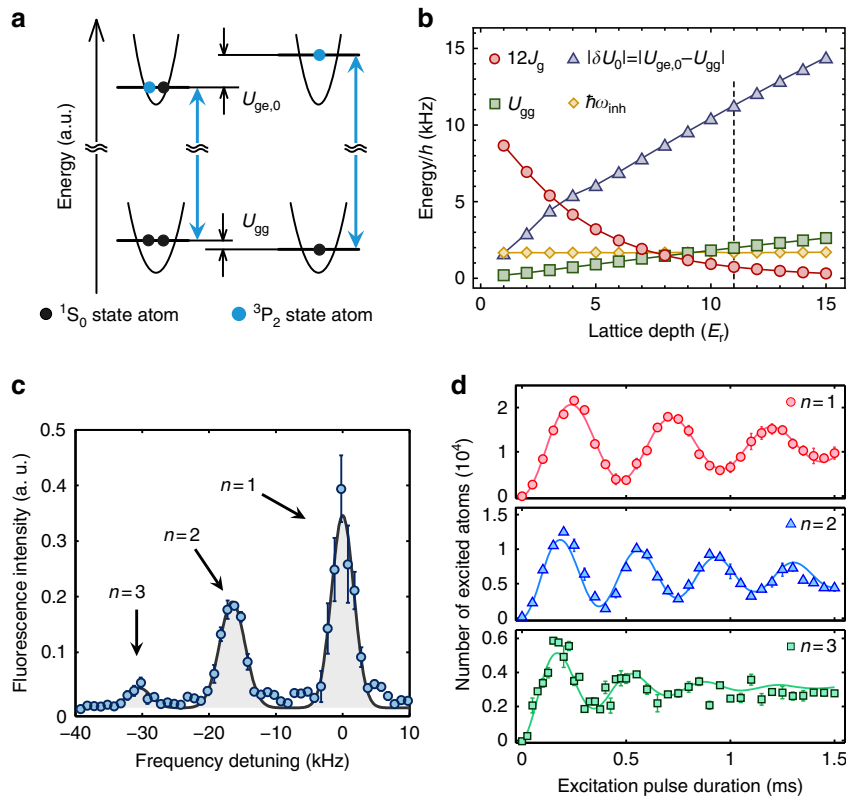 a
Energy (a.u.)
U_ge,0
U_gg
¹S₀ state atom
³P₂ state atom
b
Energy/h (kHz)
12J_g
|δU₀|=|U_ge,0−U_gg|
U_gg
ℏω_inh
15
10
5
0
0
5
10
15
Lattice depth (E_r)
c
Fluorescence intensity (a. u.)
0.5
0.4
0.3
0.2
0.1
0
n=1
n=2
n=3
−40
−30
−20
−10
0
10
Frequency detuning (kHz)
d
Number of excited atoms (10⁴)
2
1
0
n=1
1.5
1
0.5
0
n=2
0.6
0.4
0.2
0
n=3
0
0.5
1
1.5
Excitation pulse duration (ms)